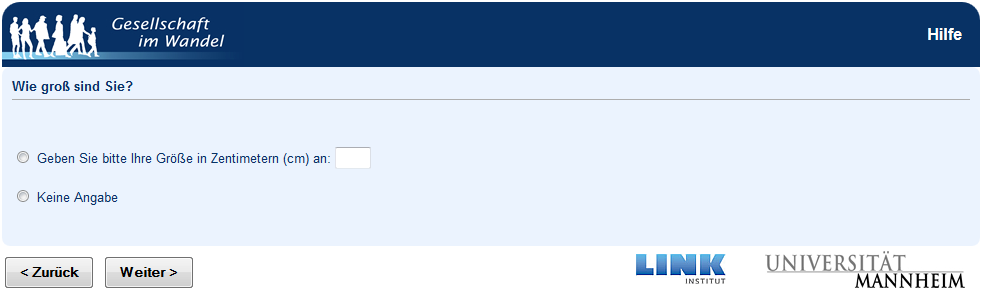 Gesellschaft
im Wandel
Hilfe
Wie groß sind Sie?
Geben Sie bitte Ihre Größe in Zentimetern (cm) an:
Keine Angabe
< Zurück
Weiter >
LINK
INSTITUT
UNIVERSITÄT
MANNHEIM